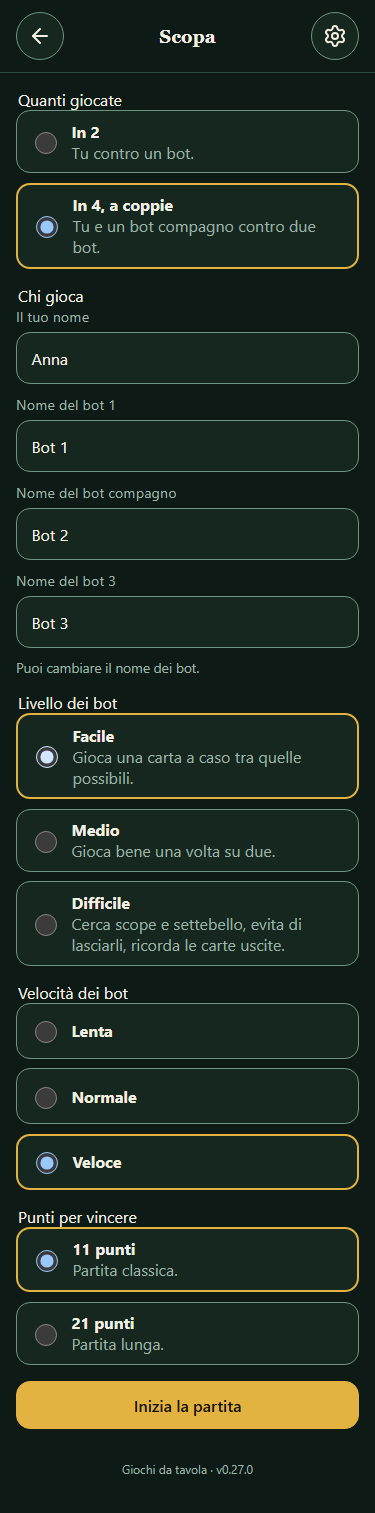 Scopa
Quanti giocate
In 2
Tu contro un bot.
In 4, a coppie
Tu e un bot compagno contro due
bot.
Chi gioca
Il tuo nome
Anna
Nome del bot 1
Bot 1
Nome del bot compagno
Bot 2
Nome del bot 3
Bot 3
Puoi cambiare il nome dei bot.
Livello dei bot
Facile
Gioca una carta a caso tra quelle
possibili.
Medio
Gioca bene una volta su due.
Difficile
Cerca scope e settebello, evita di
lasciarli, ricorda le carte uscite.
Velocità dei bot
Lenta
Normale
Veloce
Punti per vincere
11 punti
Partita classica.
21 punti
Partita lunga.
Inizia la partita
Giochi da tavola · v0.27.0